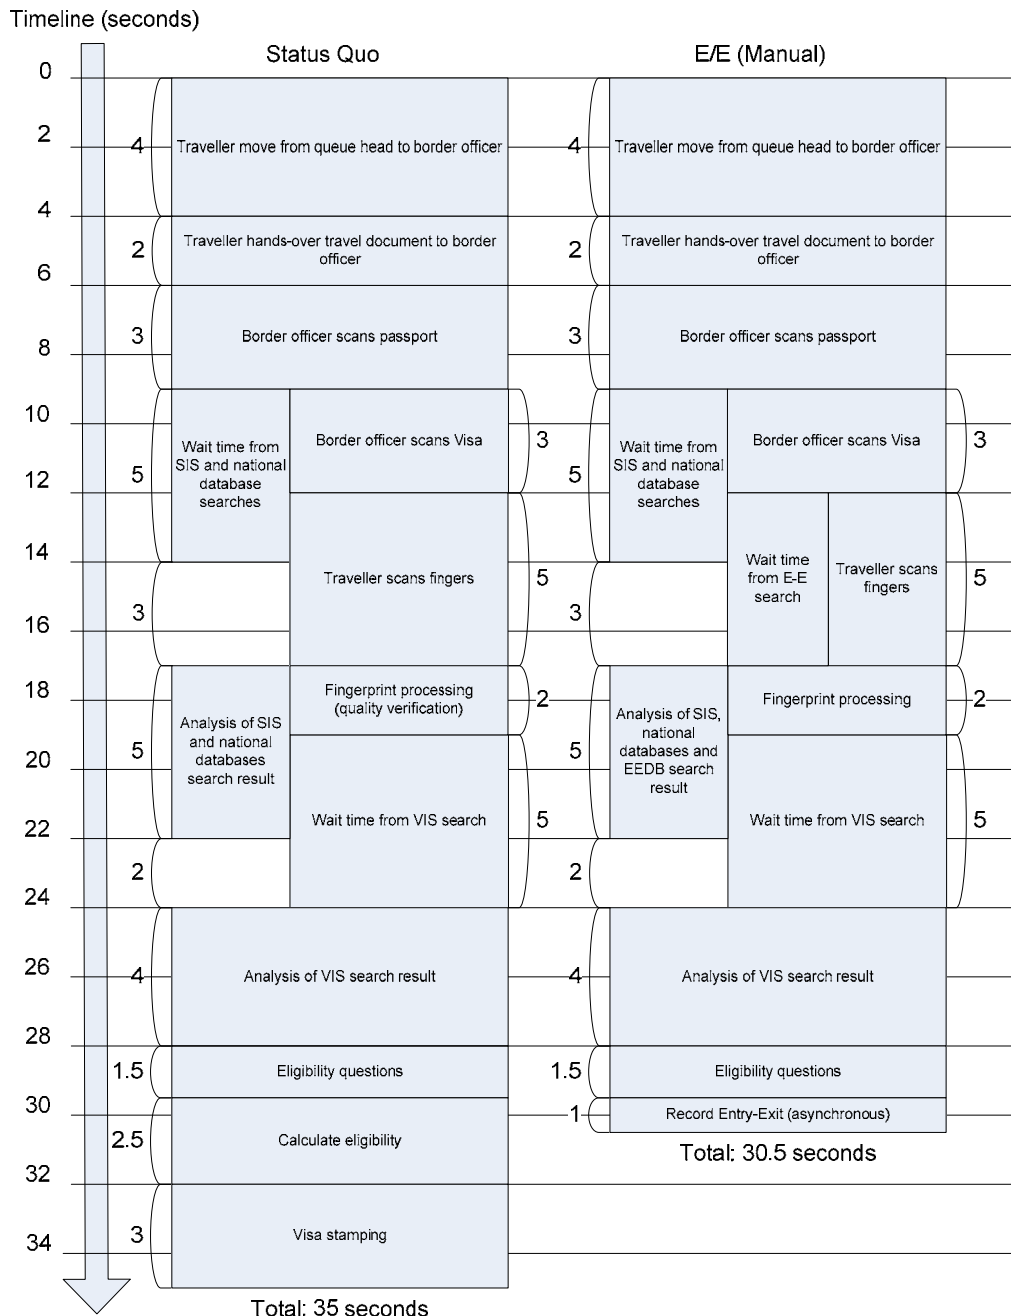 Timeline (seconds)
Status Quo
E/E (Manual)
0
2
4
6
8
10
12
14
16
18
20
22
24
26
28
30
32
34
4
Traveller move from queue head to border officer
2
Traveller hands-over travel document to border
officer
3
Border officer scans passport
5
Wait time from
SIS and national
database
searches
Border officer scans Visa
3
Traveller scans fingers
5
3
5
Analysis of SIS
and national
databases
search result
Fingerprint processing
(quality verification)
2
Wait time from VIS search
5
2
4
Analysis of VIS search result
1.5
Eligibility questions
2.5
Calculate eligibility
3
Visa stamping
Total: 35 seconds
4
Traveller move from queue head to border officer
2
Traveller hands-over travel document to border
officer
3
Border officer scans passport
5
Wait time from
SIS and national
database
searches
Border officer scans Visa
3
Wait time
from E-E
search
Traveller scans
fingers
5
3
5
Analysis of SIS,
national
databases and
EEDB search
result
Fingerprint processing
2
Wait time from VIS search
5
2
4
Analysis of VIS search result
1.5
Eligibility questions
1
Record Entry-Exit (asynchronous)
Total: 30.5 seconds